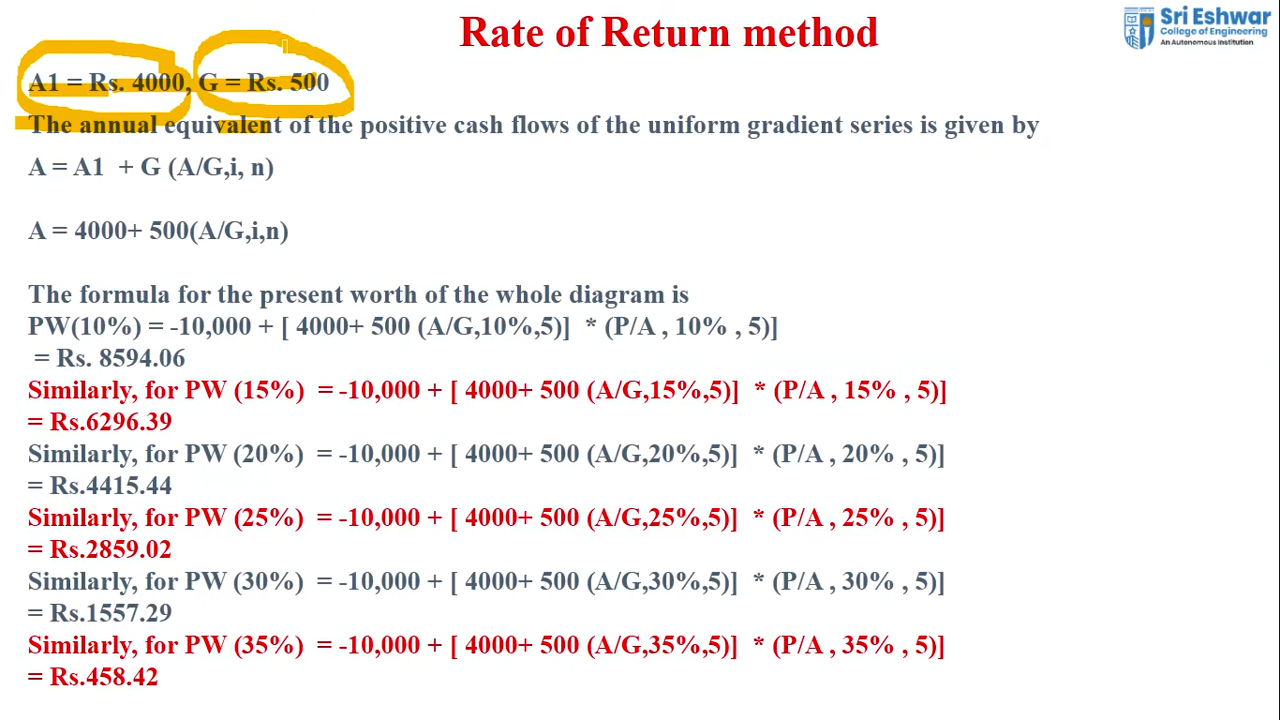 Rate of Return method
Sri Eshwar
College of Engineering
An Autonomous Institution
A1 = Rs. 4000, G = Rs. 500
The annual equivalent of the positive cash flows of the uniform gradient series is given by
A = A1 + G (A/G,i, n)
A = 4000+ 500(A/G,i,n)
The formula for the present worth of the whole diagram is
PW(10%) = -10,000 + [ 4000+ 500 (A/G,10%,5)] * (P/A , 10% , 5)]
= Rs. 8594.06
Similarly, for PW (15%) = -10,000 + [ 4000+ 500 (A/G,15%,5)] * (P/A , 15% , 5)]
= Rs.6296.39
Similarly, for PW (20%) = -10,000 + [ 4000+ 500 (A/G,20%,5)] * (P/A , 20% , 5)]
= Rs.4415.44
Similarly, for PW (25%) = -10,000 + [ 4000+ 500 (A/G,25%,5)] * (P/A , 25% , 5)]
= Rs.2859.02
Similarly, for PW (30%) = -10,000 + [ 4000+ 500 (A/G,30%,5)] * (P/A , 30% , 5)]
= Rs.1557.29
Similarly, for PW (35%) = -10,000 + [ 4000+ 500 (A/G,35%,5)] * (P/A , 35% , 5)]
= Rs.458.42